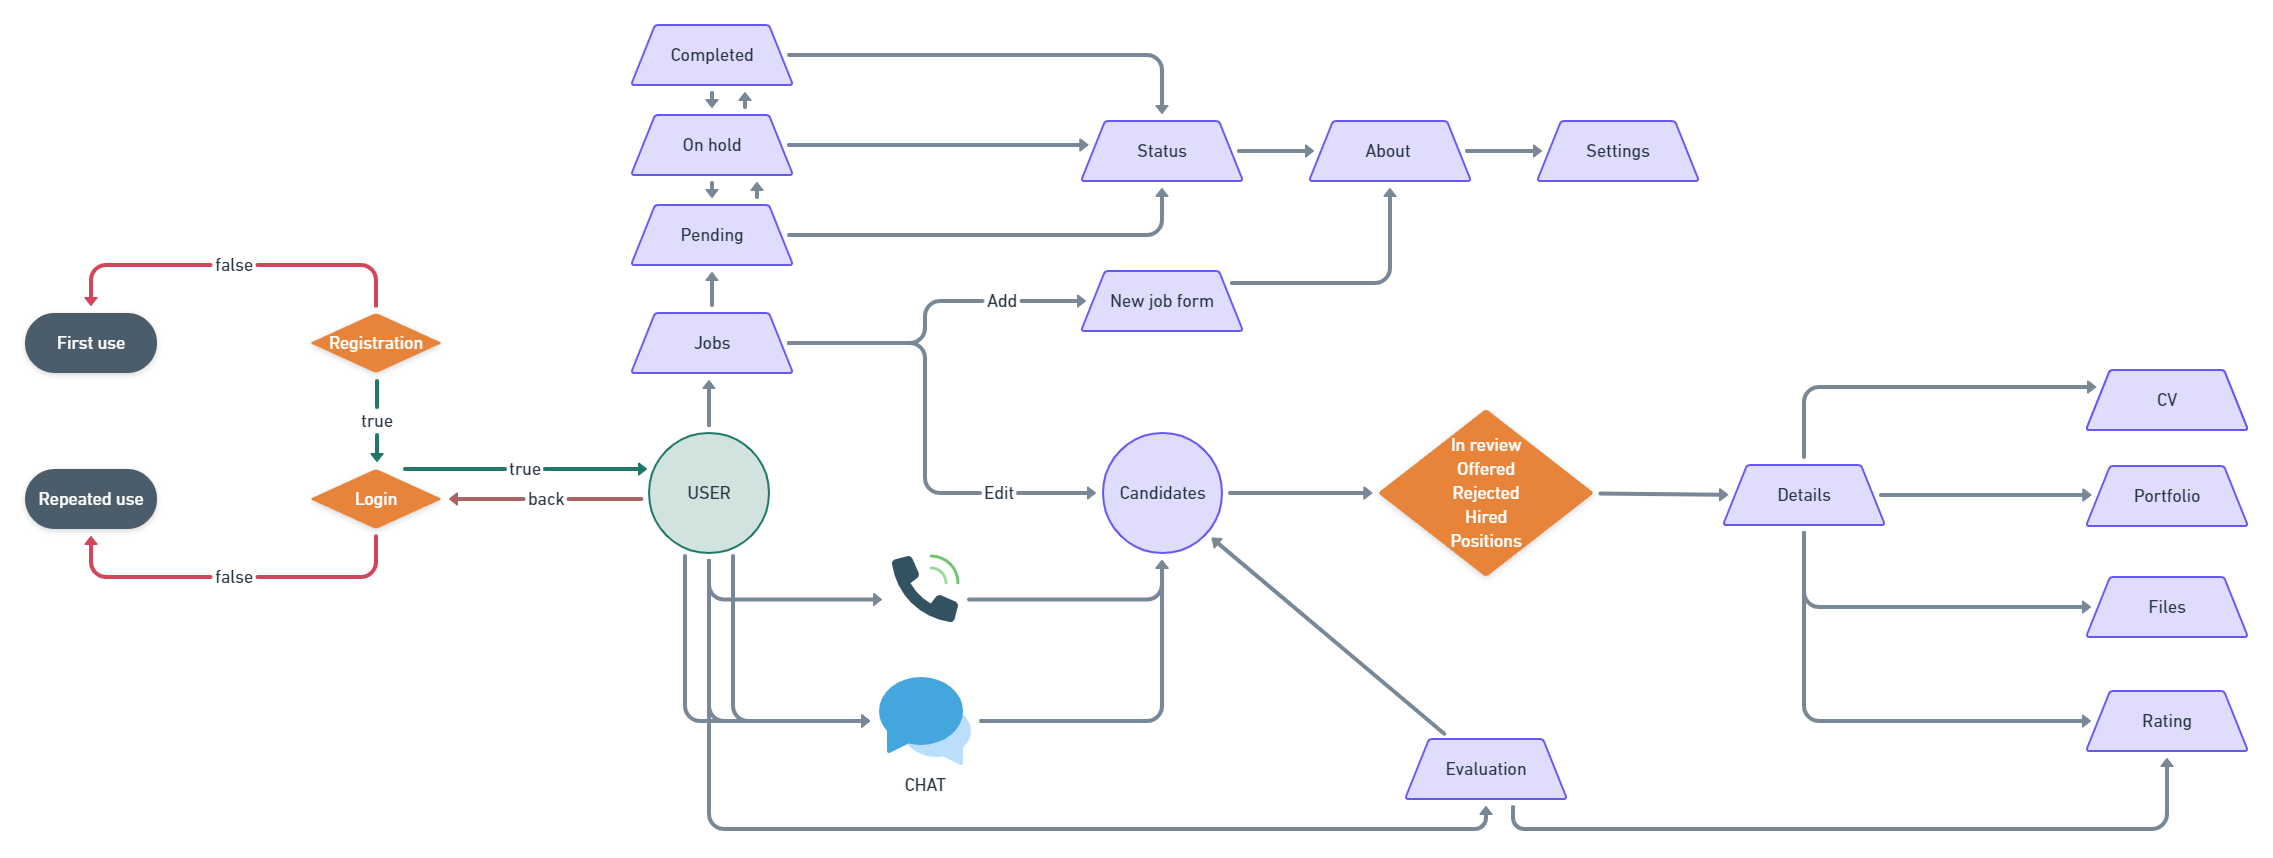 Completed
On hold
Status
About
Settings
Pending
false
Add
New job form
First use
Registration
Jobs
CV
true
In review
Offered
Rejected
Hired
Positions
Repeated use
Login
true
back
USER
Edit
Candidates
Details
Portfolio
false
Files
Rating
CHAT
Evaluation